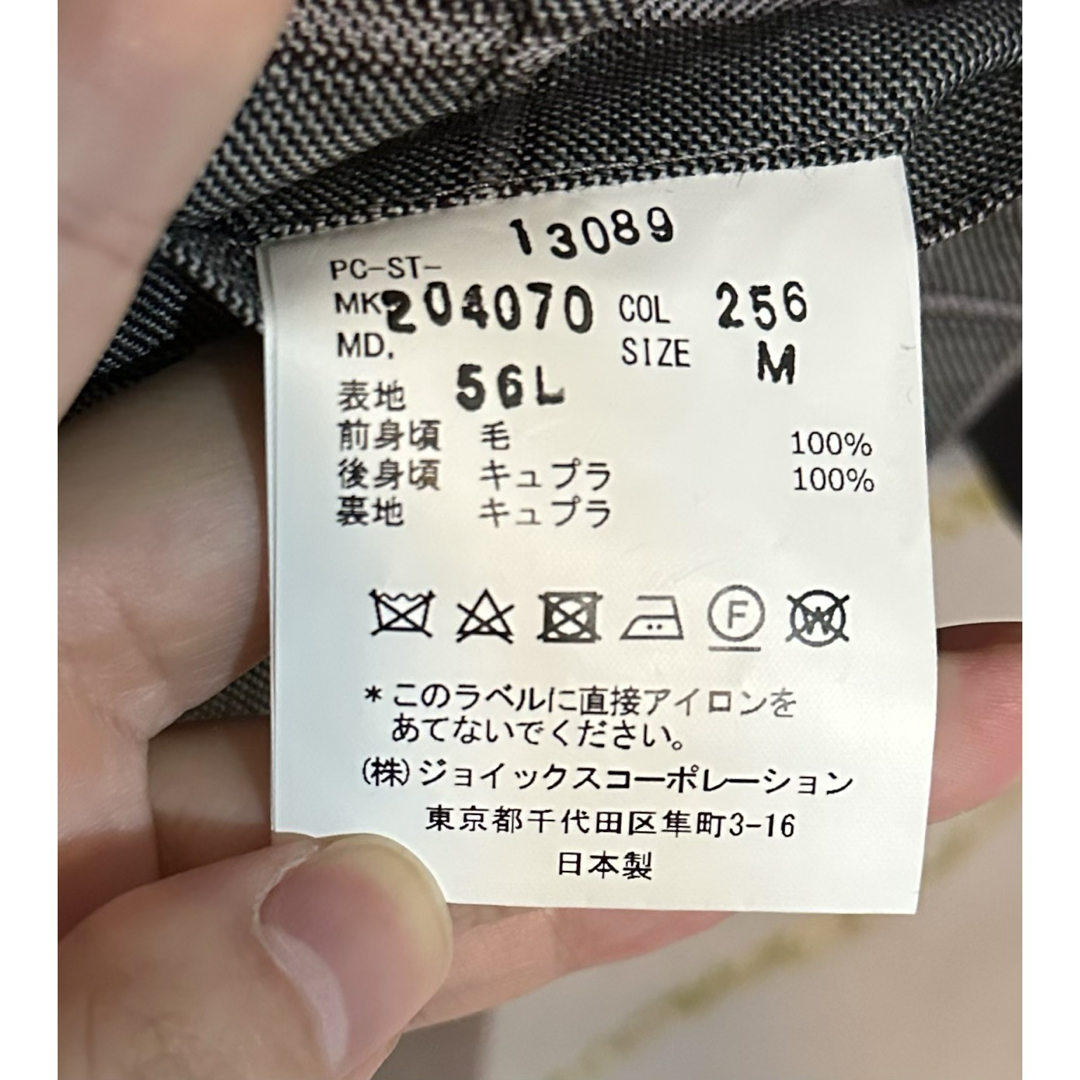 13089
PC-ST-
MK 204070 COL 256
MD. SIZE M
表地 56L
前身頃 毛 100%
後身頃 キュプラ 100%
裏地 キュプラ
F W
*このラベルに直接アイロンを
あてないでください。
(株)ジョイックスコーポレーション
東京都千代田区隼町3-16
日本製